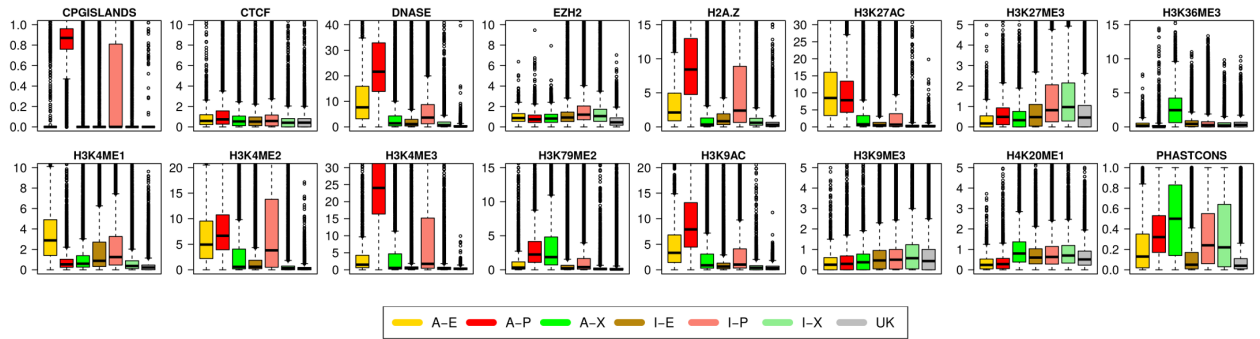 CPGISLANDS CTCF DNASE EZH2 H2A.Z H3K27AC H3K27ME3 H3K36ME3
1.0 0.8 0.6 0.4 0.2 0.0
10 8 6 4 2 0
40 30 20 10 0
10 8 6 4 2 0
15 10 5 0
30 25 20 15 10 5 0
5 4 3 2 1 0
15 10 5 0
H3K4ME1 H3K4ME2 H3K4ME3 H3K79ME2 H3K9AC H3K9ME3 H4K20ME1 PHASTCONS
10 8 6 4 2 0
20 15 10 5 0
30 25 20 15 10 5 0
10 8 6 4 2 0
20 15 10 5 0
5 4 3 2 1 0
5 4 3 2 1 0
1.0 0.8 0.6 0.4 0.2 0.0
A-E A-P A-X I-E I-P I-X UK